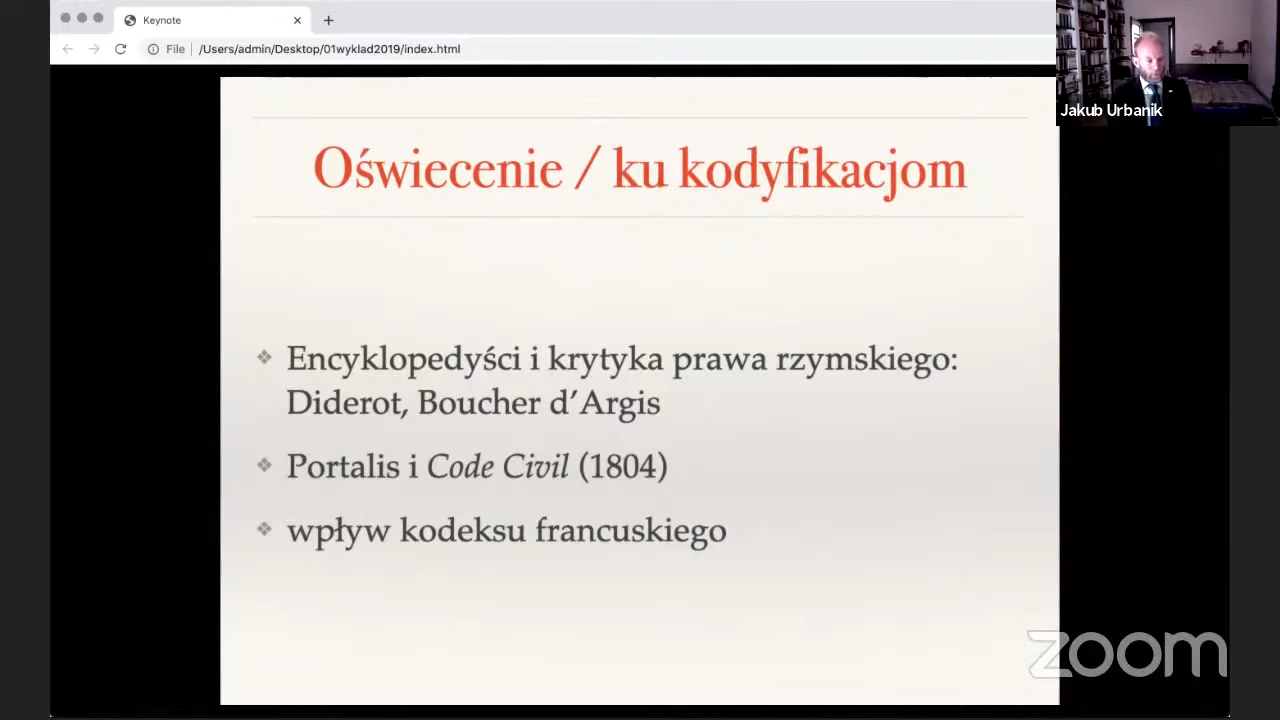 Keynote
File
/Users/admin/Desktop/01wyklad2019/index.html
Jakub Urbanik
Oświecenie / ku kodyfikacjom
Encyklopedyści i krytyka prawa rzymskiego:
Diderot, Boucher d’Argis
Portalis i Code Civil (1804)
wpływ kodeksu francuskiego
zoom